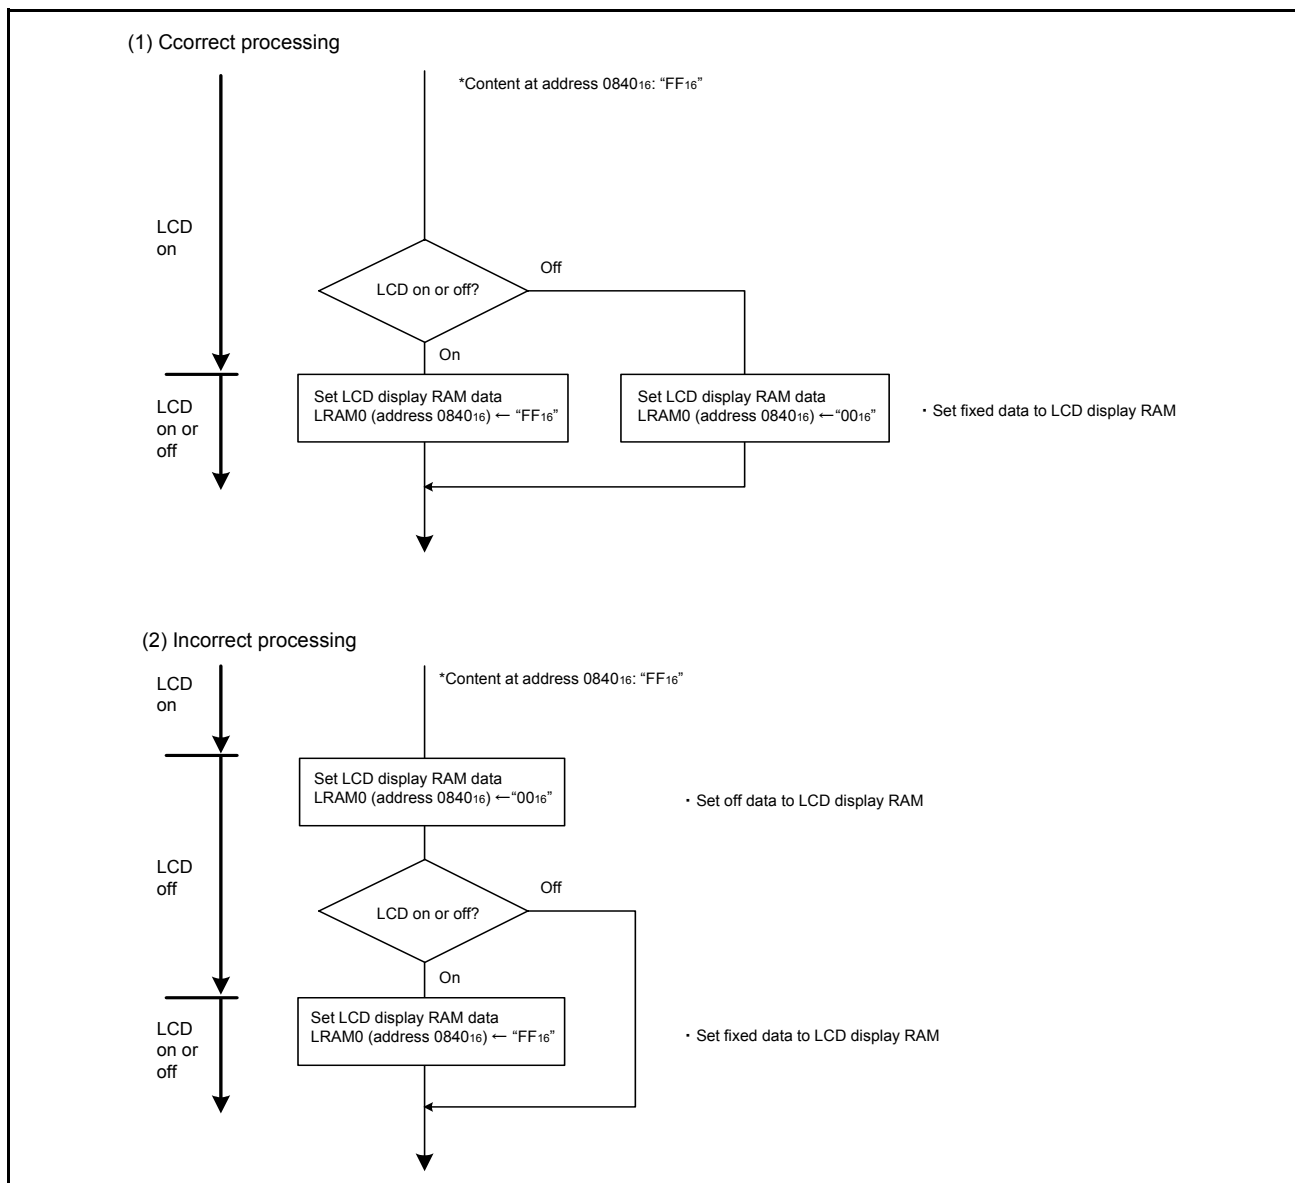 (1) Ccorrect processing
*Content at address 0840₁₆: “FF₁₆”
LCD
on
Off
LCD on or off?
On
LCD
on or
off
Set LCD display RAM data
LRAM0 (address 0840₁₆) ← “FF₁₆”
Set LCD display RAM data
LRAM0 (address 0840₁₆) ←“00₁₆”
・Set fixed data to LCD display RAM
(2) Incorrect processing
LCD
on
*Content at address 0840₁₆: “FF₁₆”
Set LCD display RAM data
LRAM0 (address 0840₁₆) ←“00₁₆”
・Set off data to LCD display RAM
LCD
off
Off
LCD on or off?
On
LCD
on or
off
Set LCD display RAM data
LRAM0 (address 0840₁₆) ← “FF₁₆”
・Set fixed data to LCD display RAM